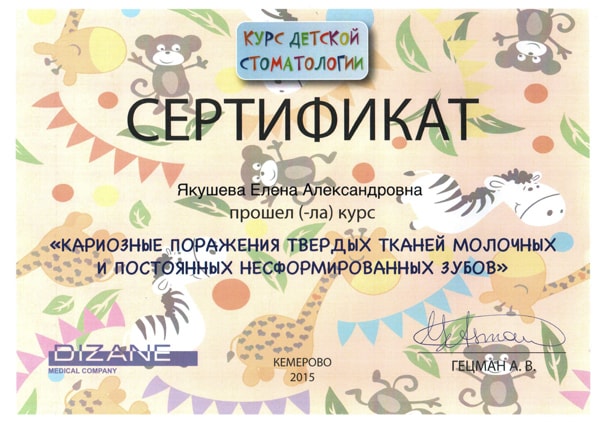 КУРС ДЕТСКОЙ
СТОМАТОЛОГИИ
СЕРТИФИКАТ
Якушева Елена Александровна
прошел (-ла) курс
«КАРИОЗНЫЕ ПОРАЖЕНИЯ ТВЕРДЫХ ТКАНЕЙ МОЛОЧНЫХ
И ПОСТОЯННЫХ НЕСФОРМИРОВАННЫХ ЗУБОВ»
DIZANE
MEDICAL COMPANY
КЕМЕРОВО
2015
ГЕЦМАН А. В.